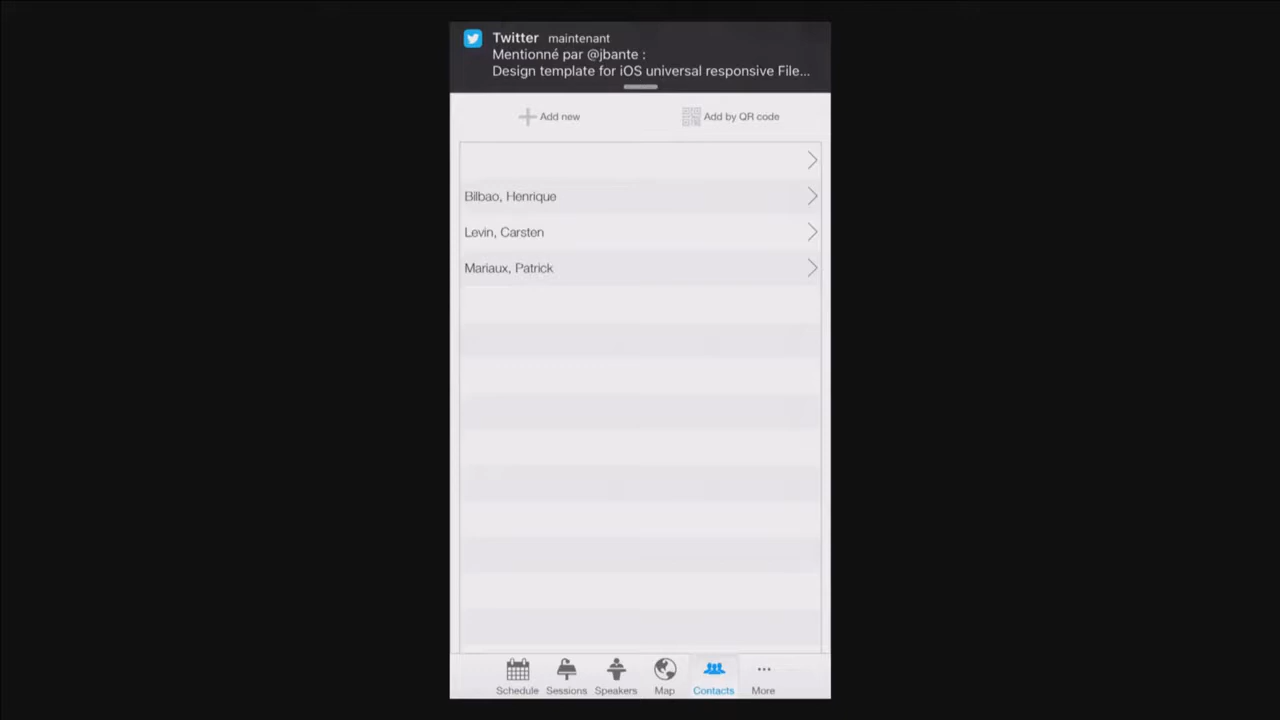 Twitter maintenant
Mentionné par @jbante :
Design template for iOS universal responsive File...
Add new
Add by QR code
Bilbao, Henrique
Levin, Carsten
Mariaux, Patrick
Schedule
Sessions
Speakers
Map
Contacts
More